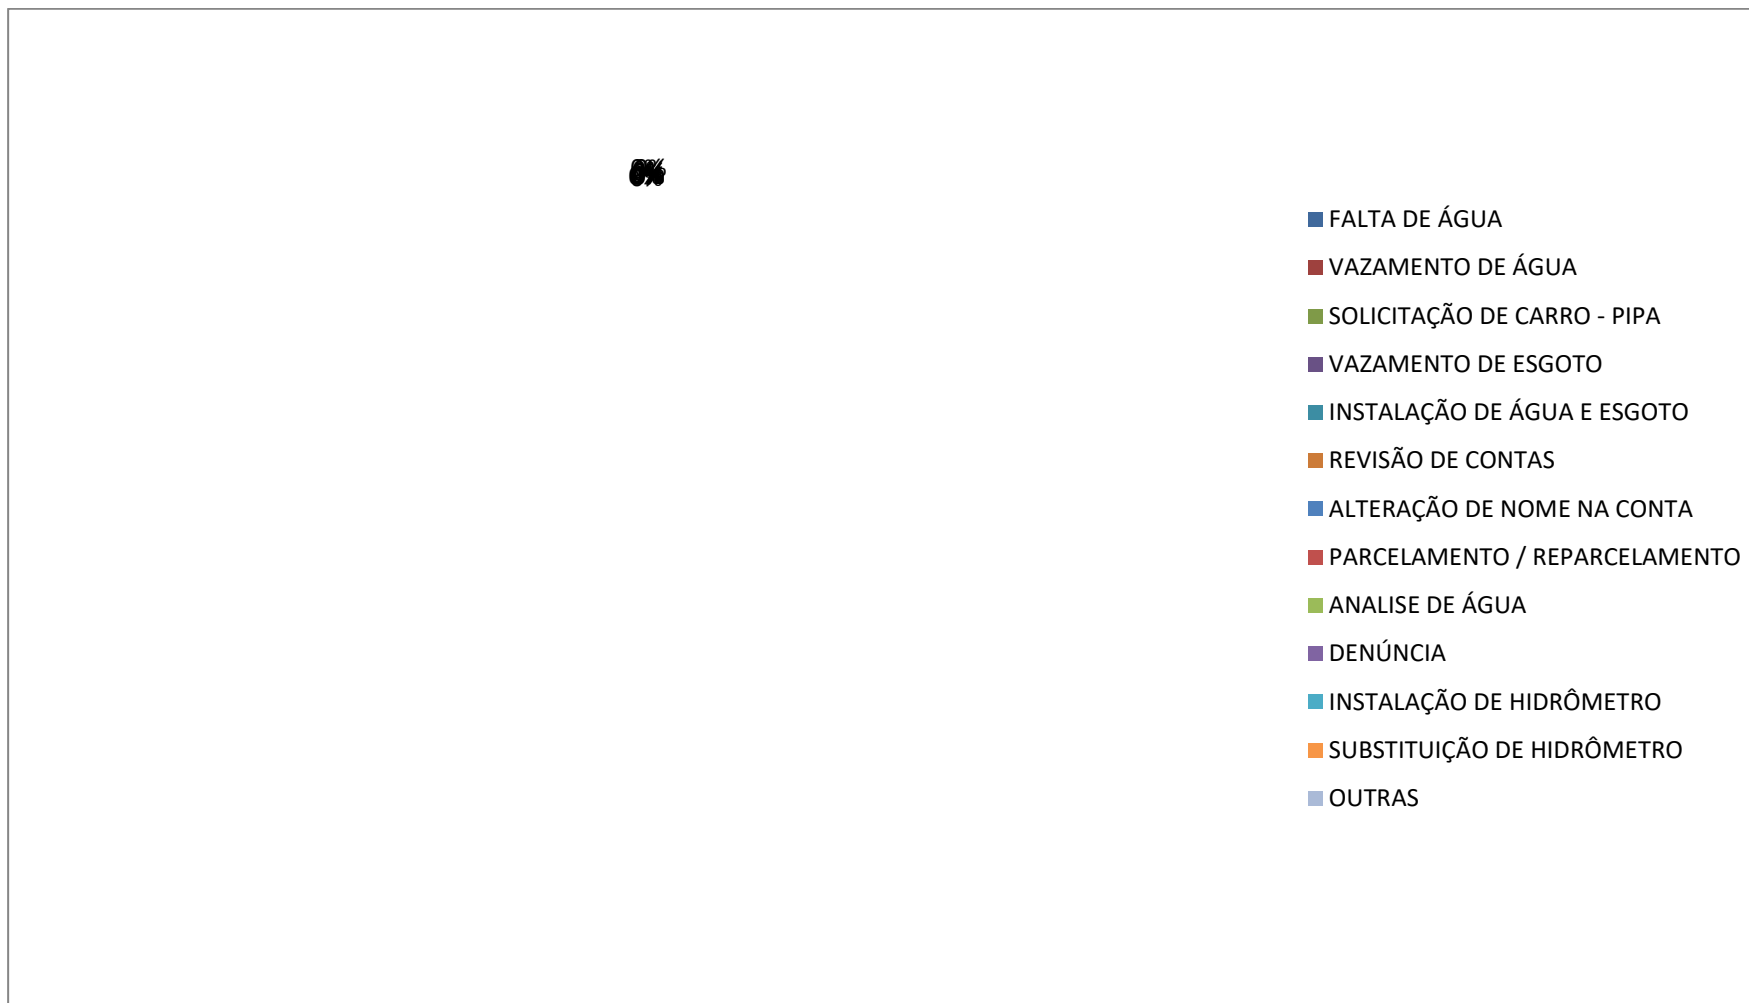 0%
FALTA DE ÁGUA
VAZAMENTO DE ÁGUA
SOLICITAÇÃO DE CARRO - PIPA
VAZAMENTO DE ESGOTO
INSTALAÇÃO DE ÁGUA E ESGOTO
REVISÃO DE CONTAS
ALTERAÇÃO DE NOME NA CONTA
PARCELAMENTO / REPARCELAMENTO
ANALISE DE ÁGUA
DENÚNCIA
INSTALAÇÃO DE HIDRÔMETRO
SUBSTITUIÇÃO DE HIDRÔMETRO
OUTRAS